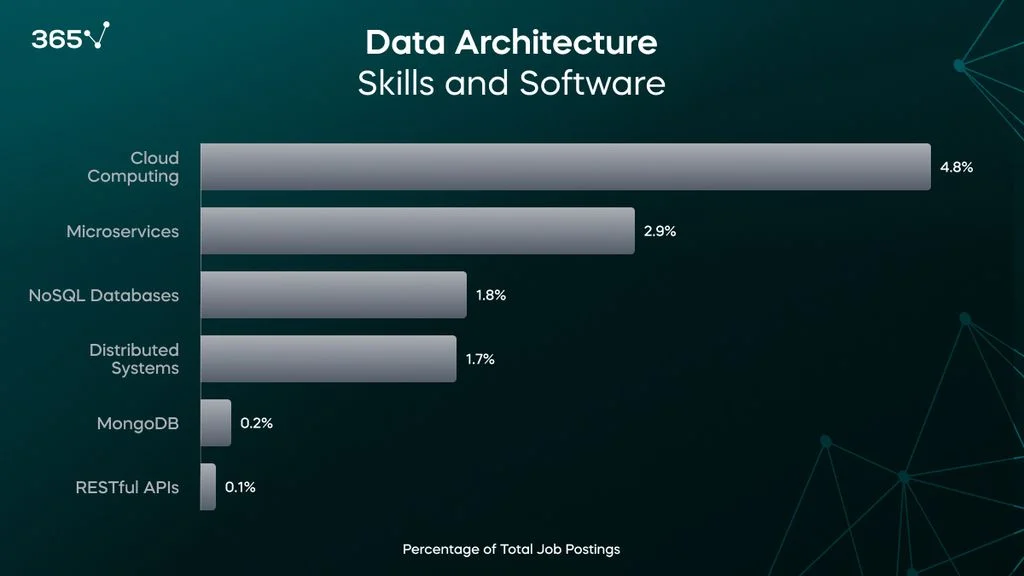 365
Data Architecture
Skills and Software
Cloud
Computing
4.8%
Microservices
2.9%
NoSQL Databases
1.8%
Distributed
Systems
1.7%
MongoDB
0.2%
RESTful APIs
0.1%
Percentage of Total Job Postings